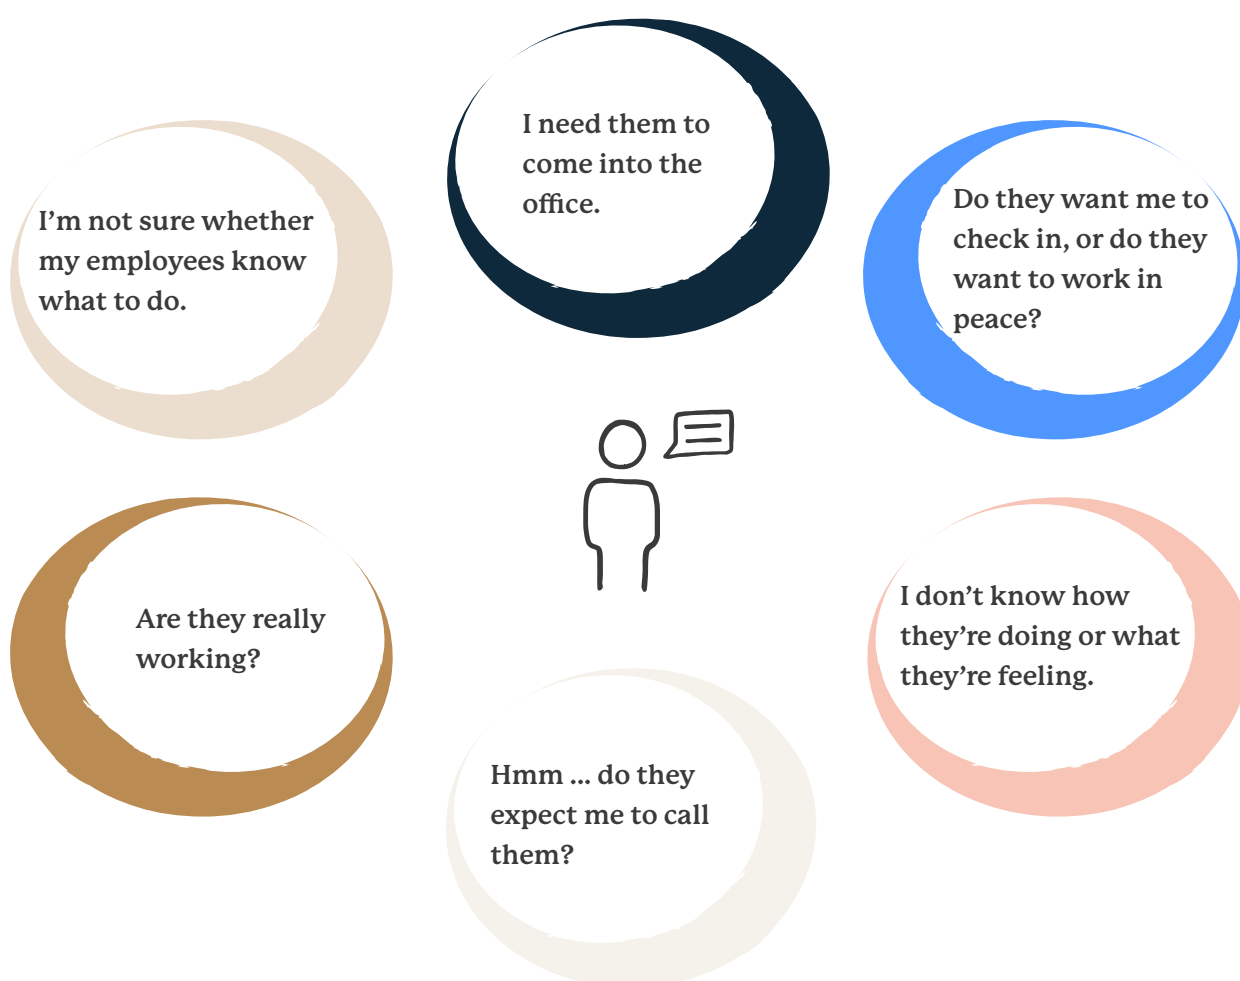 I need them to
come into the
office.
I’m not sure whether
my employees know
what to do.
Do they want me to
check in, or do they
want to work in
peace?
Are they really
working?
I don’t know how
they’re doing or what
they’re feeling.
Hmm ... do they
expect me to call
them?